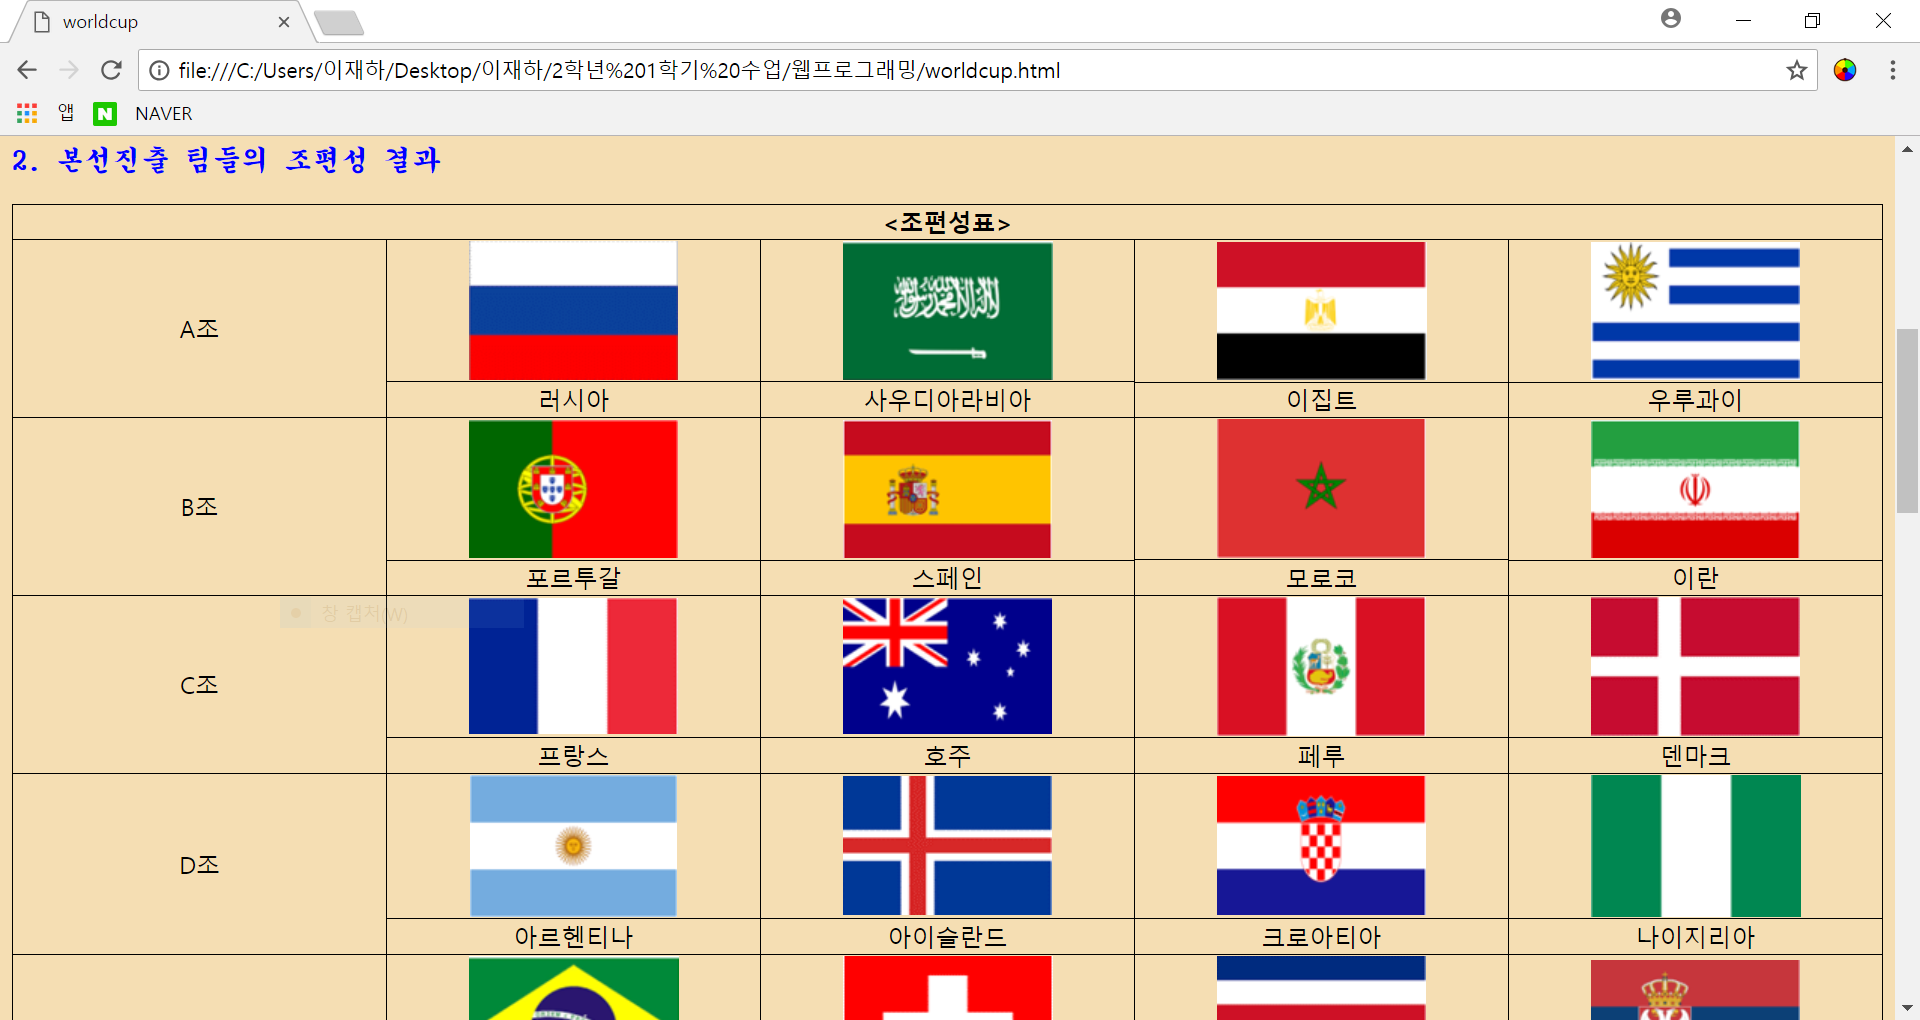 worldcup
file:///C:/Users/이재하/Desktop/이재하/2학년%201학기%20수업/웹프로그래밍/worldcup.html
앱 N NAVER
2. 본선진출 팀들의 조편성 결과
<조편성표>
A조
러시아 사우디아라비아 이집트 우루과이
B조
포르투갈 스페인 모로코 이란
창 캡처(W)
C조
프랑스 호주 페루 덴마크
D조
아르헨티나 아이슬란드 크로아티아 나이지리아